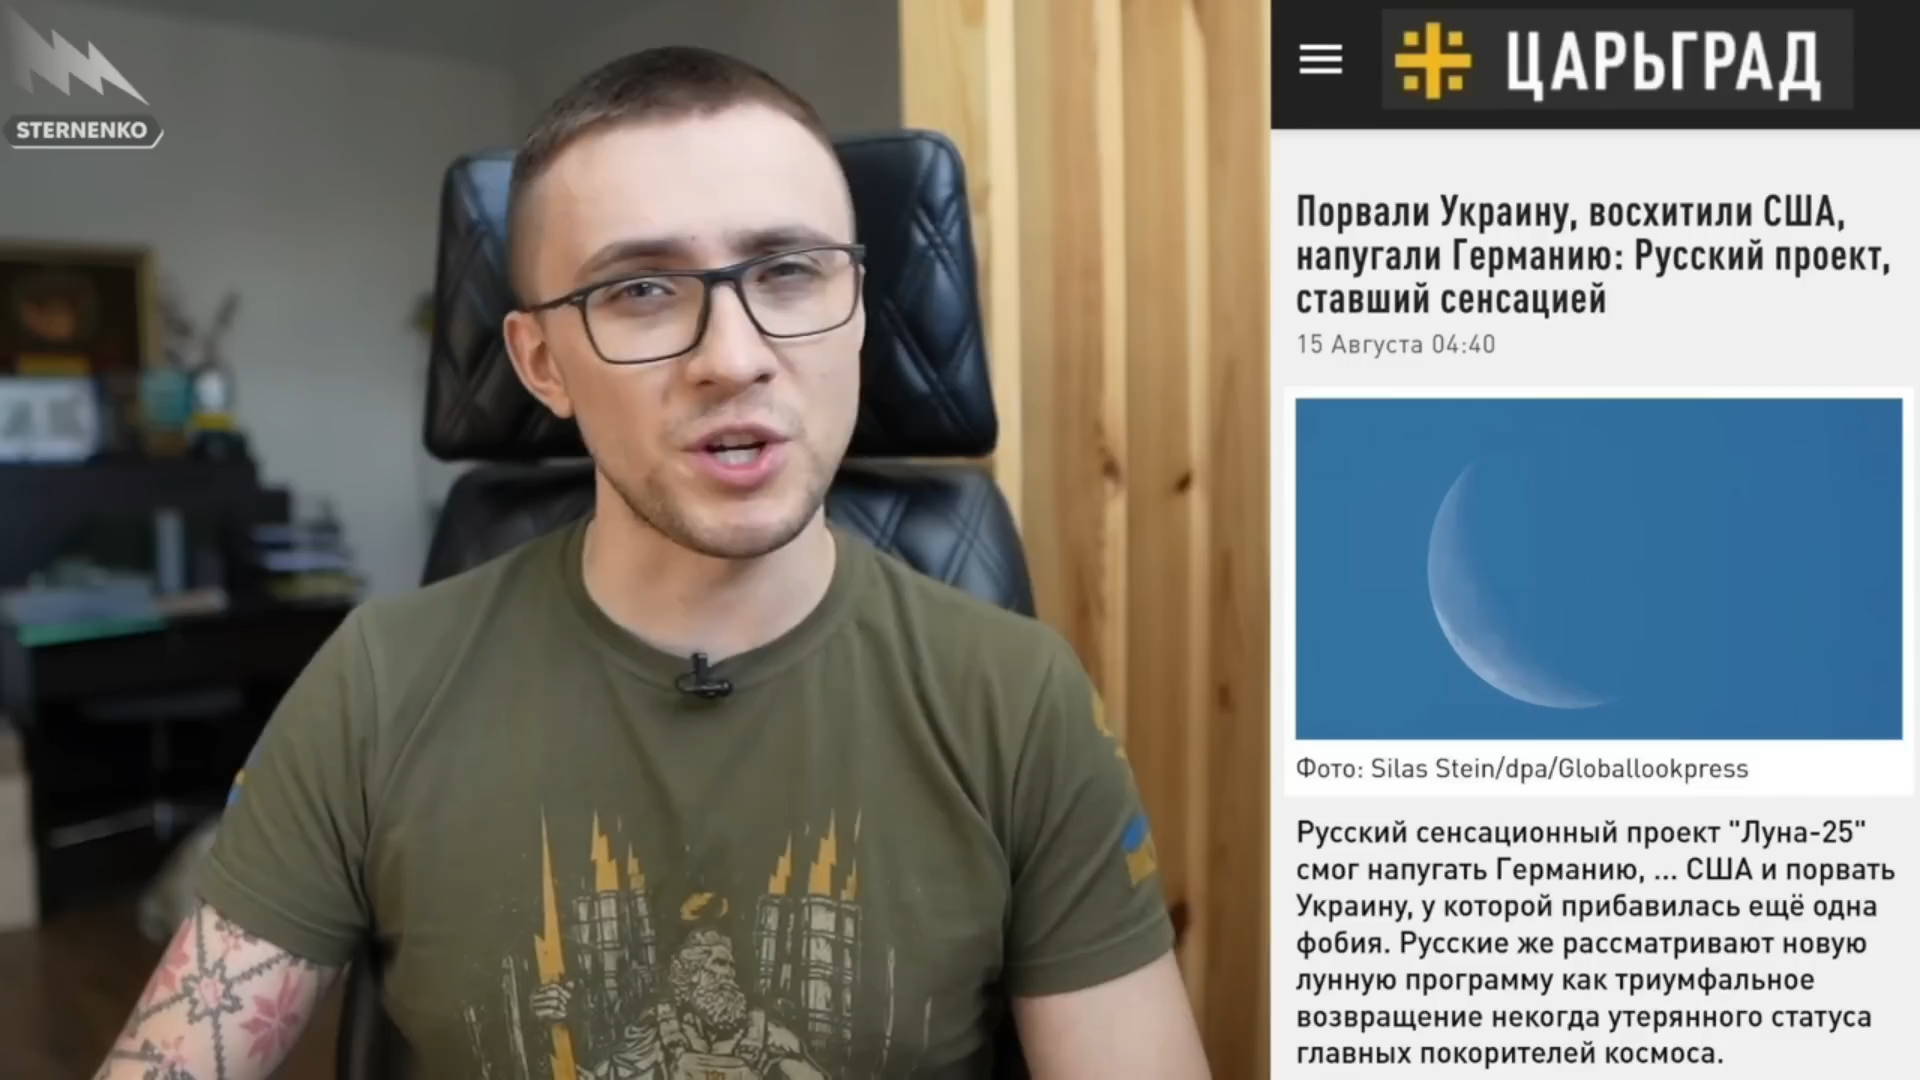 STERNENKO
ЦАРЬГРАД
Порвали Украину, восхитили США,
напугали Германию: Русский проект,
ставший сенсацией
15 Августа 04:40
Фото: Silas Stein/dpa/Globallookpress
Русский сенсационный проект "Луна-25"
смог напугать Германию, ... США и порвать
Украину, у которой прибавилась ещё одна
фобия. Русские же рассматривают новую
лунную программу как триумфальное
возвращение некогда утерянного статуса
главных покорителей космоса.